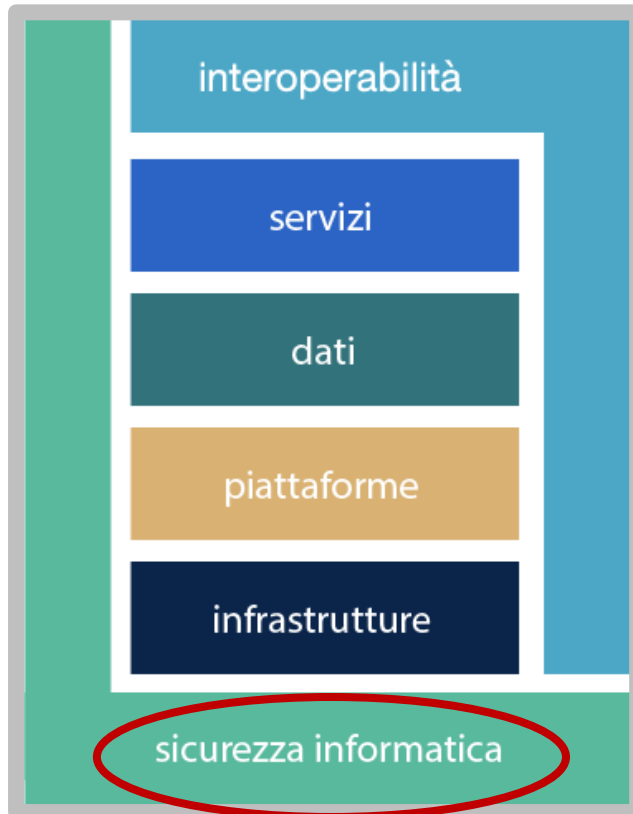 interoperabilità
servizi
dati
piattaforme
infrastrutture
sicurezza informatica